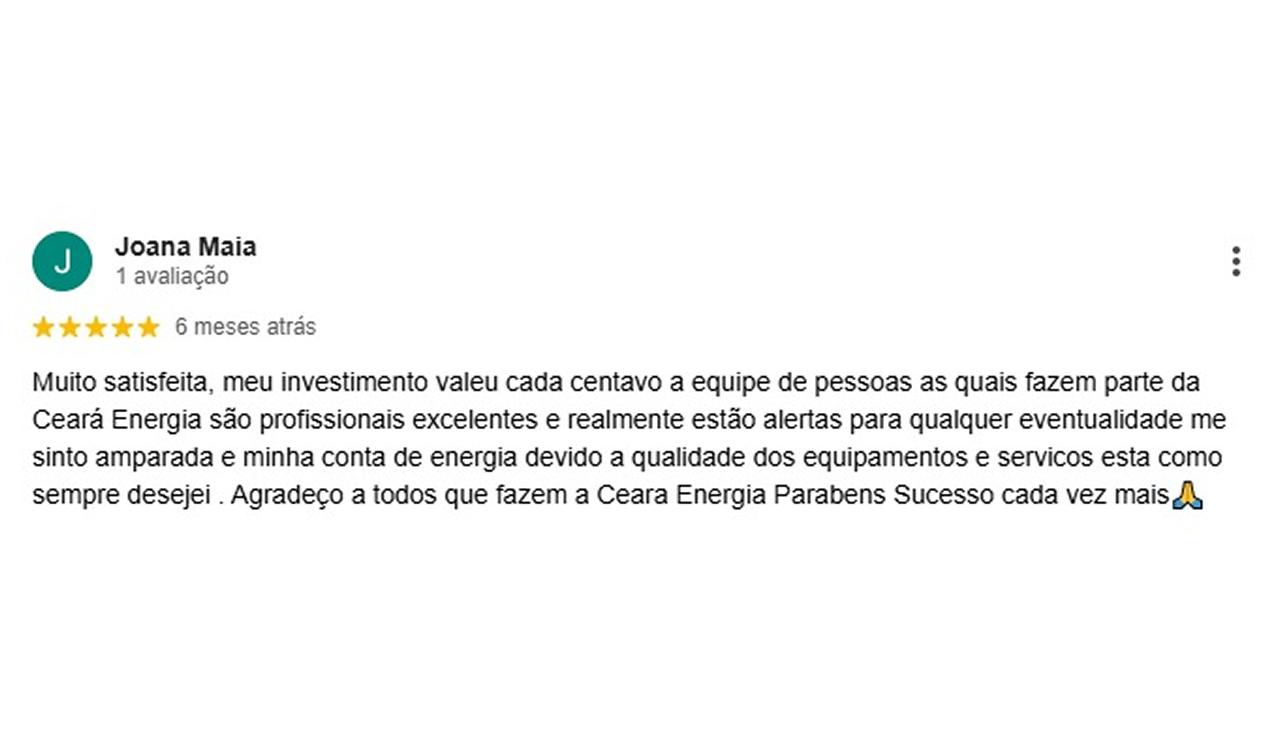 J
Joana Maia
1 avaliação
6 meses atrás
Muito satisfeita, meu investimento valeu cada centavo a equipe de pessoas as quais fazem parte da
Ceará Energia são profissionais excelentes e realmente estão alertas para qualquer eventualidade me
sinto amparada e minha conta de energia devido a qualidade dos equipamentos e servicos esta como
sempre desejei . Agradeço a todos que fazem a Ceara Energia Parabens Sucesso cada vez mais🙏